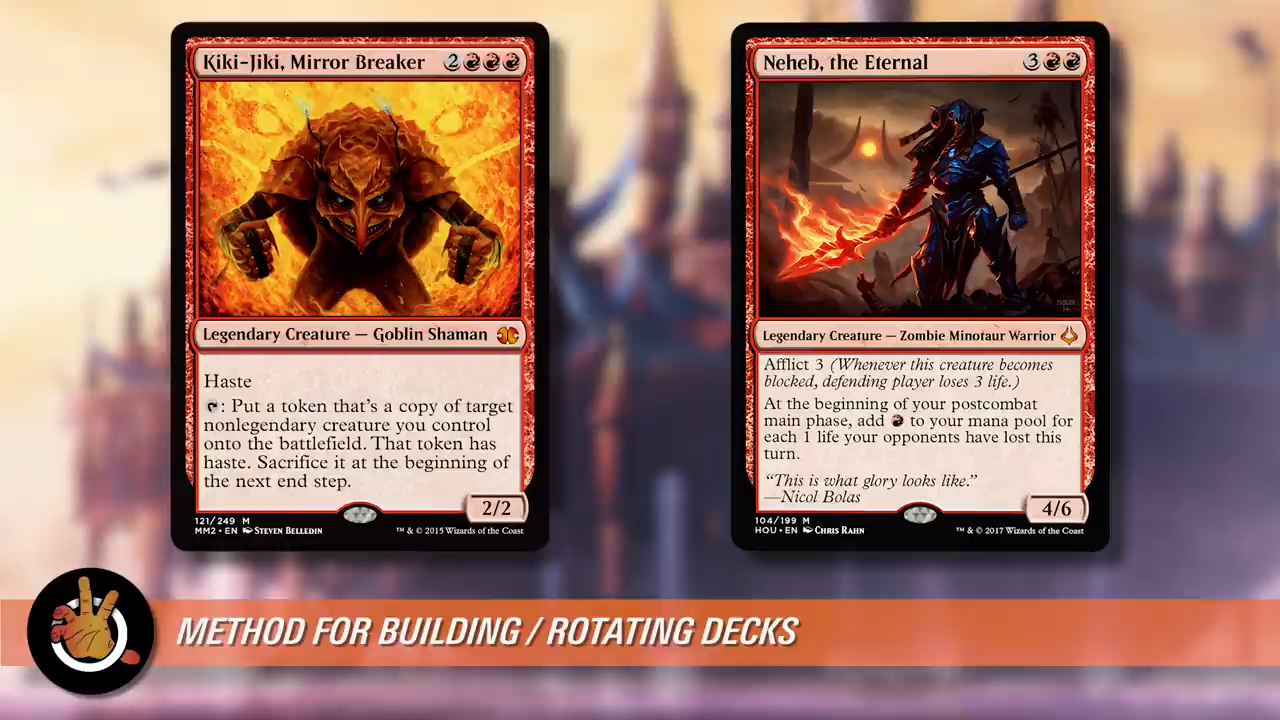 Kiki-Jiki, Mirror Breaker 2
Legendary Creature — Goblin Shaman
Haste
: Put a token that's a copy of target
nonlegendary creature you control
onto the battlefield. That token has
haste. Sacrifice it at the beginning of
the next end step.
2/2
121/249 M
MM2 • EN Steven Belledin
™ & © 2015 Wizards of the Coast
Neheb, the Eternal 3
Legendary Creature — Zombie Minotaur Warrior
Afflict 3 (Whenever this creature becomes
blocked, defending player loses 3 life.)
At the beginning of your postcombat
main phase, add to your mana pool for
each 1 life your opponents have lost this
turn.
"This is what glory looks like."
—Nicol Bolas
4/6
104/199 M
HOU • EN Chris Rahn
™ & © 2017 Wizards of the Coast
METHOD FOR BUILDING / ROTATING DECKS